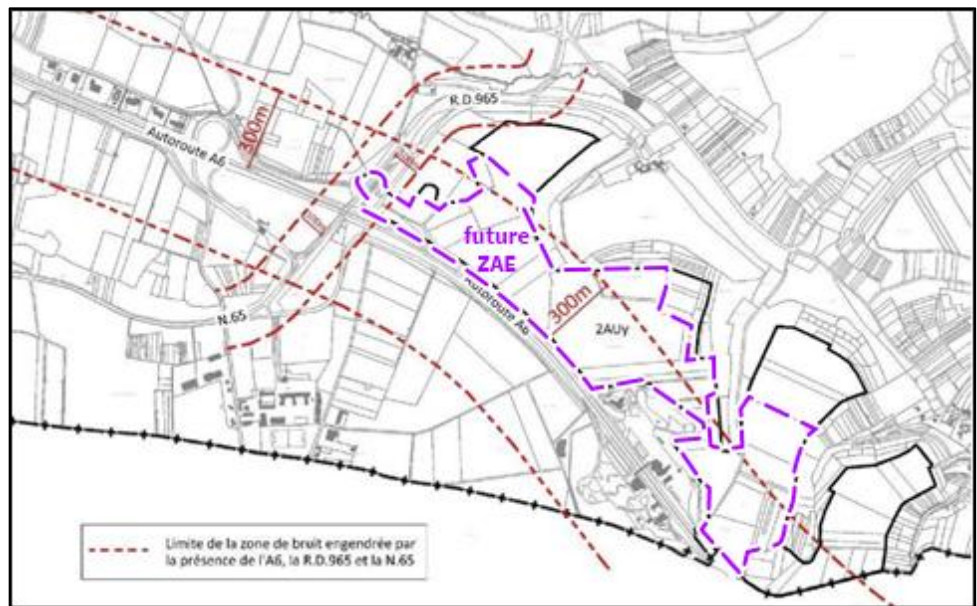 R.D.965
300m
Autoroute A6
future
ZAE
Autoroute A6
300m
2AUy
N.65
Limite de la zone de bruit engendrée par
la présence de l'A6, la R.D.965 et la N.65